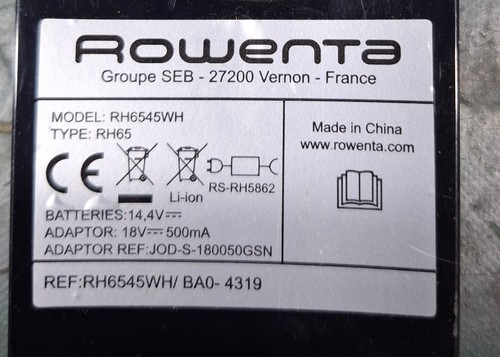 Rowenta
Groupe SEB - 27200 Vernon - France
MODEL: RH6545WH
TYPE: RH65
Made in China
www.rowenta.com
CE
Li-ion
RS-RH5862
BATTERIES:14,4V⎓
ADAPTOR: 18V⎓ 500mA
ADAPTOR REF:JOD-S-180050GSN
REF:RH6545WH/ BA0- 4319